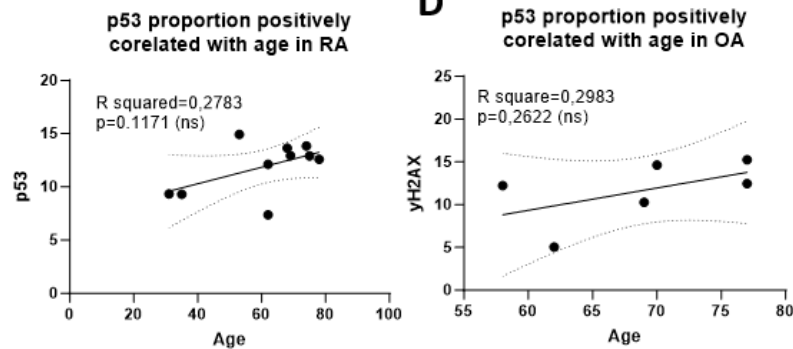 p53 proportion positively
corelated with age in RA
R squared=0,2783
p=0.1171 (ns)
p53
20
15
10
5
0
0 20 40 60 80 100
Age
D
p53 proportion positively
corelated with age in OA
R square=0,2983
p=0,2622 (ns)
yH2AX
25
20
15
10
5
0
55 60 65 70 75 80
Age